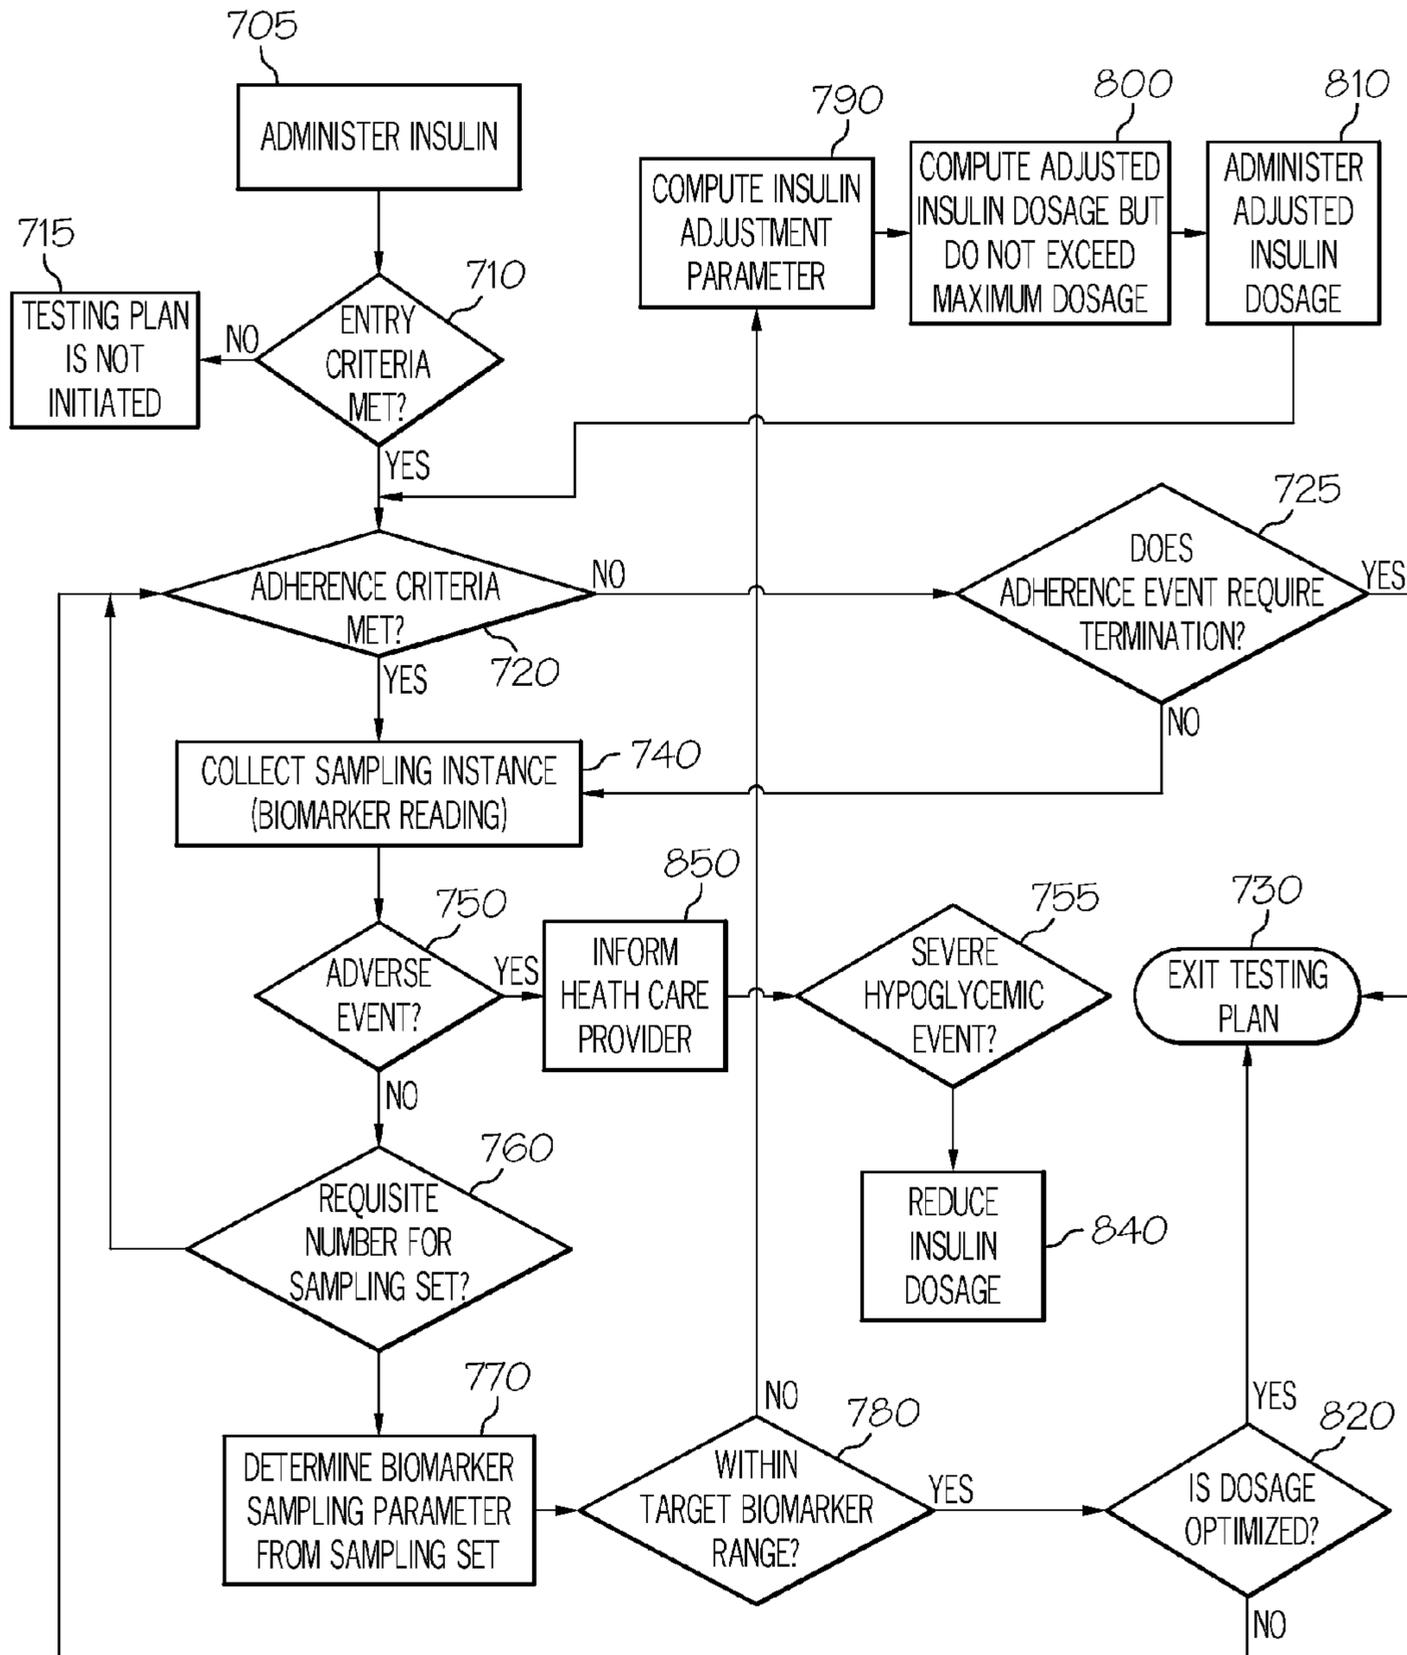 705
ADMINISTER INSULIN
790
COMPUTE INSULIN
ADJUSTMENT
PARAMETER
800
COMPUTE ADJUSTED
INSULIN DOSAGE BUT
DO NOT EXCEED
MAXIMUM DOSAGE
810
ADMINISTER
ADJUSTED
INSULIN
DOSAGE
715
TESTING PLAN
IS NOT
INITIATED
NO
710
ENTRY
CRITERIA
MET?
YES
ADHERENCE CRITERIA
MET?
720
NO
YES
725
DOES
ADHERENCE EVENT REQUIRE
TERMINATION?
YES
NO
COLLECT SAMPLING INSTANCE
(BIOMARKER READING)
740
750
ADVERSE
EVENT?
YES
NO
850
INFORM
HEATH CARE
PROVIDER
755
SEVERE
HYPOGLYCEMIC
EVENT?
730
EXIT TESTING
PLAN
760
REQUISITE
NUMBER FOR
SAMPLING SET?
REDUCE
INSULIN
DOSAGE
840
770
DETERMINE BIOMARKER
SAMPLING PARAMETER
FROM SAMPLING SET
NO
780
WITHIN
TARGET BIOMARKER
RANGE?
YES
YES
820
IS DOSAGE
OPTIMIZED?
NO